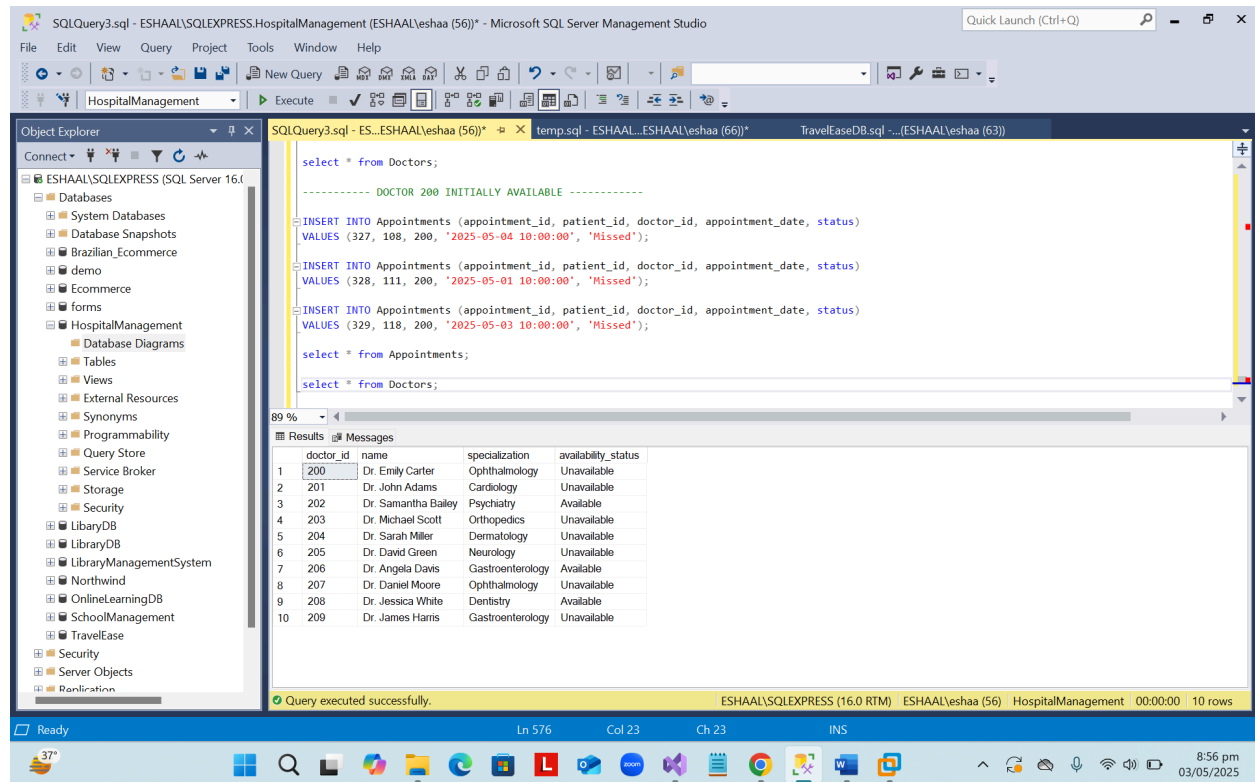 SQLQuery3.sql - ESHAAL\SQLEXPRESS.HospitalManagement (ESHAAL\eshaa (56))* - Microsoft SQL Server Management Studio
Quick Launch (Ctrl+Q)
File Edit View Query Project Tools Window Help
New Query MDX DMX XMLA DAX
HospitalManagement Execute
Object Explorer
SQLQuery3.sql - ES...ESHAAL\eshaa (56))* temp.sql - ESHAAL...ESHAAL\eshaa (66))* TravelEaseDB.sql -...(ESHAAL\eshaa (63))
Connect
ESHAAL\SQLEXPRESS (SQL Server 16.0
Databases
System Databases
Database Snapshots
Brazilian_Ecommerce
demo
Ecommerce
forms
HospitalManagement
Database Diagrams
Tables
Views
External Resources
Synonyms
Programmability
Query Store
Service Broker
Storage
Security
LibaryDB
LibraryDB
LibraryManagementSystem
Northwind
OnlineLearningDB
SchoolManagement
TravelEase
Security
Server Objects
Replication
select * from Doctors;
----------- DOCTOR 200 INITIALLY AVAILABLE ------------
INSERT INTO Appointments (appointment_id, patient_id, doctor_id, appointment_date, status)
VALUES (327, 108, 200, '2025-05-04 10:00:00', 'Missed');
INSERT INTO Appointments (appointment_id, patient_id, doctor_id, appointment_date, status)
VALUES (328, 111, 200, '2025-05-01 10:00:00', 'Missed');
INSERT INTO Appointments (appointment_id, patient_id, doctor_id, appointment_date, status)
VALUES (329, 118, 200, '2025-05-03 10:00:00', 'Missed');
select * from Appointments;
select * from Doctors;
89 %
Results Messages
doctor_id name specialization availability_status
1 200 Dr. Emily Carter Ophthalmology Unavailable
2 201 Dr. John Adams Cardiology Unavailable
3 202 Dr. Samantha Bailey Psychiatry Available
4 203 Dr. Michael Scott Orthopedics Unavailable
5 204 Dr. Sarah Miller Dermatology Unavailable
6 205 Dr. David Green Neurology Unavailable
7 206 Dr. Angela Davis Gastroenterology Available
8 207 Dr. Daniel Moore Ophthalmology Unavailable
9 208 Dr. Jessica White Dentistry Available
10 209 Dr. James Harris Gastroenterology Unavailable
Query executed successfully. ESHAAL\SQLEXPRESS (16.0 RTM) ESHAAL\eshaa (56) HospitalManagement 00:00:00 10 rows
Ready Ln 576 Col 23 Ch 23 INS
37°
L zoom W
8:56 pm
03/05/2025